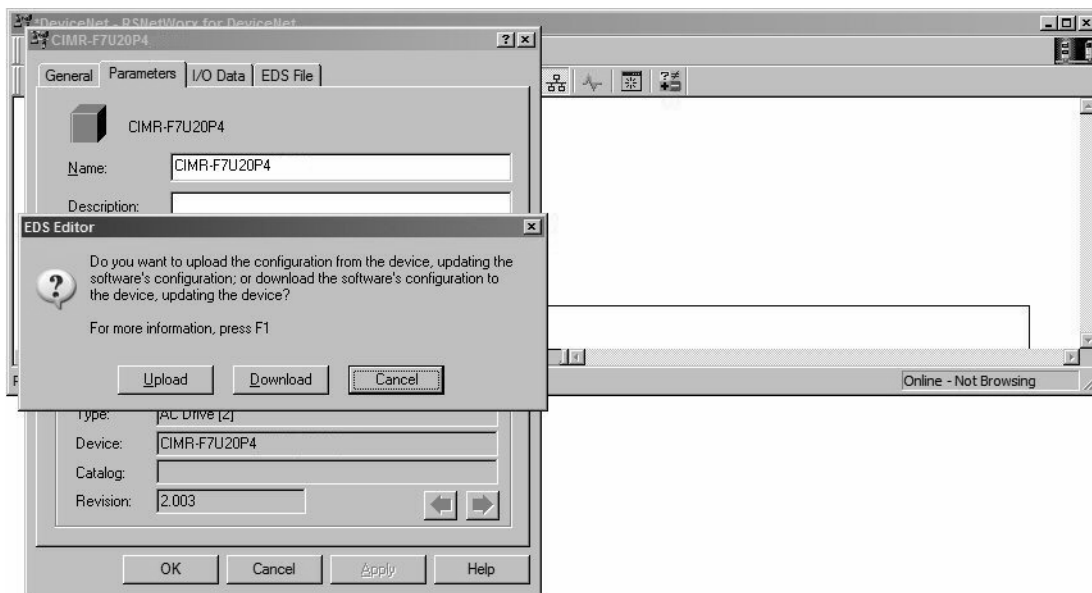 *DeviceNet - RSNetWorx for DeviceNet
CIMR-F7U20P4
General Parameters I/O Data EDS File
CIMR-F7U20P4
Name: CIMR-F7U20P4
Description:
EDS Editor
Do you want to upload the configuration from the device, updating the
software's configuration; or download the software's configuration to
the device, updating the device?
For more information, press F1
Upload Download Cancel
Online - Not Browsing
Type: AC Drive [2]
Device: CIMR-F7U20P4
Catalog:
Revision: 2.003
OK Cancel Apply Help